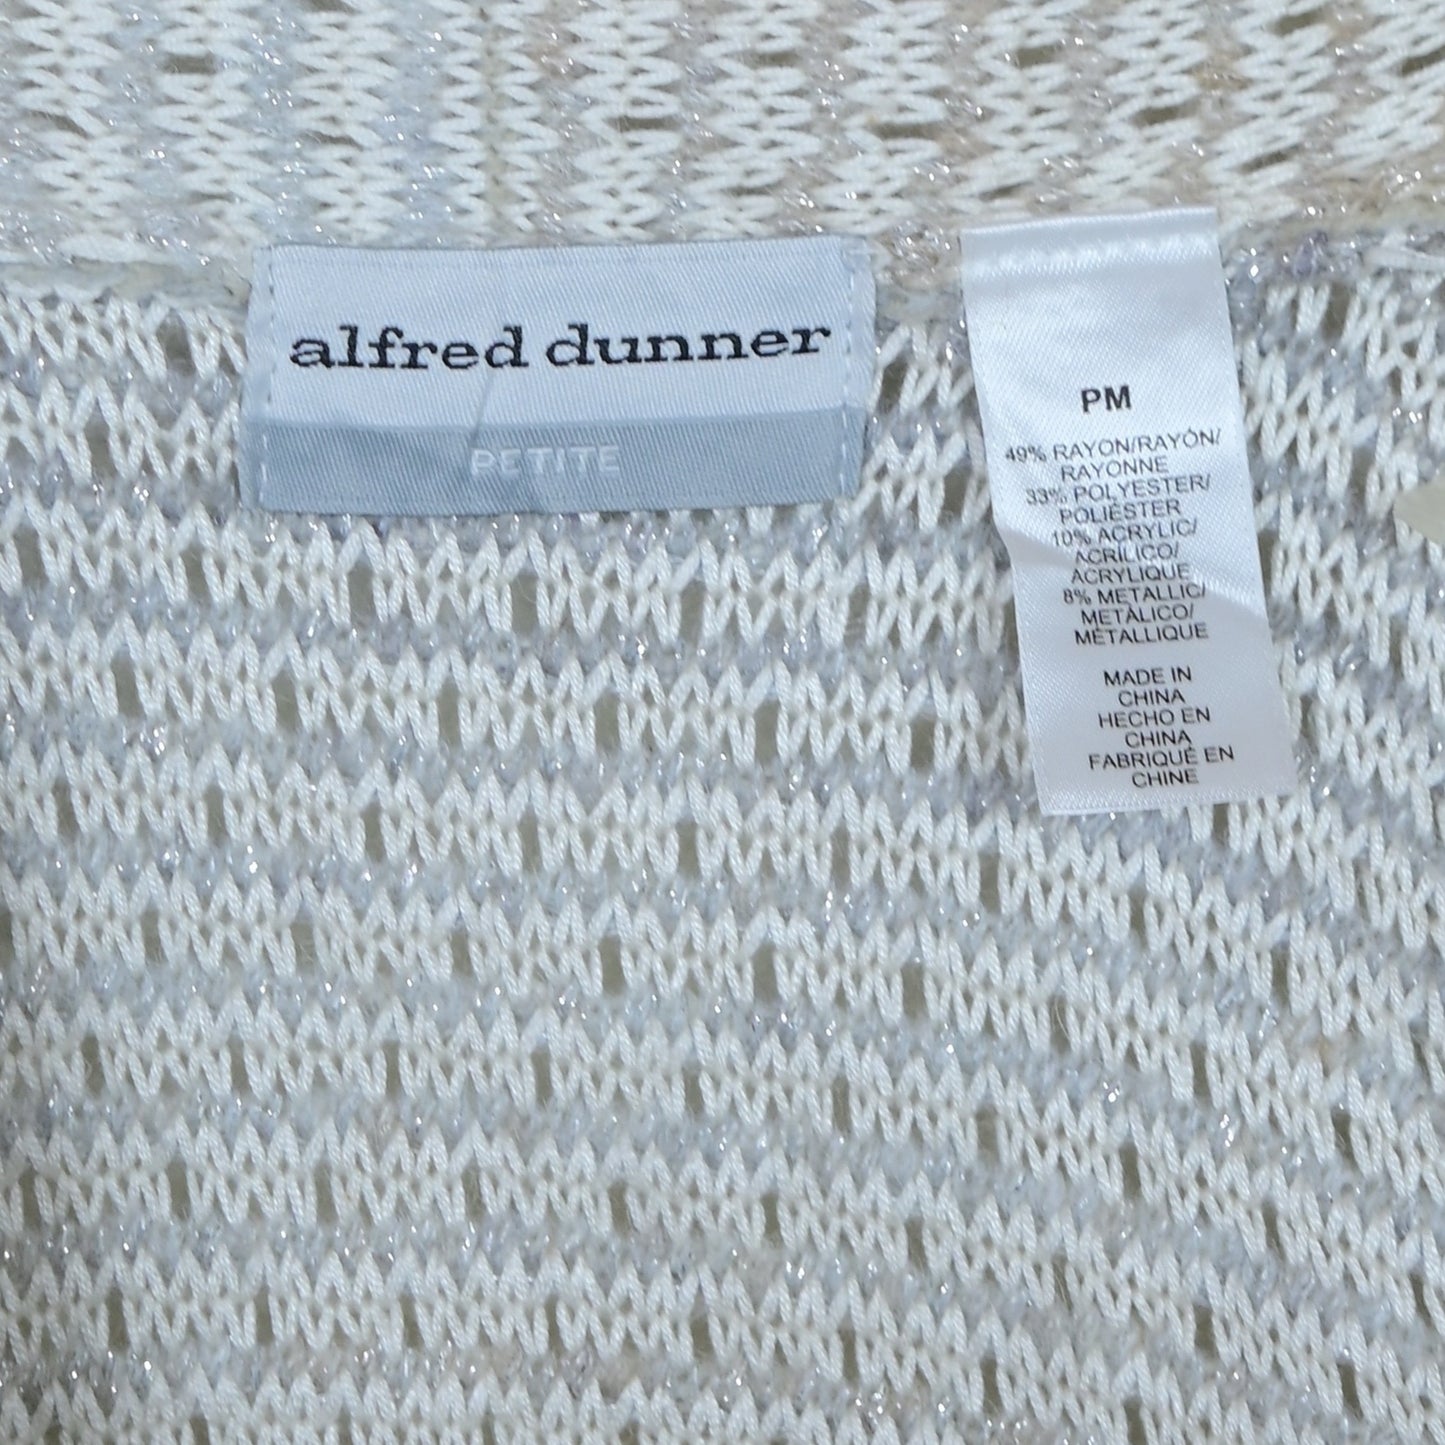 alfred dunner
PETITE
PM
49% RAYON/RAYÓN/
RAYONNE
33% POLYESTER/
POLIÉSTER
10% ACRYLIC/
ACRÍLICO/
ACRYLIQUE
8% METALLIC/
METÁLICO/
MÉTALLIQUE
MADE IN
CHINA
HECHO EN
CHINA
FABRIQUÉ EN
CHINE